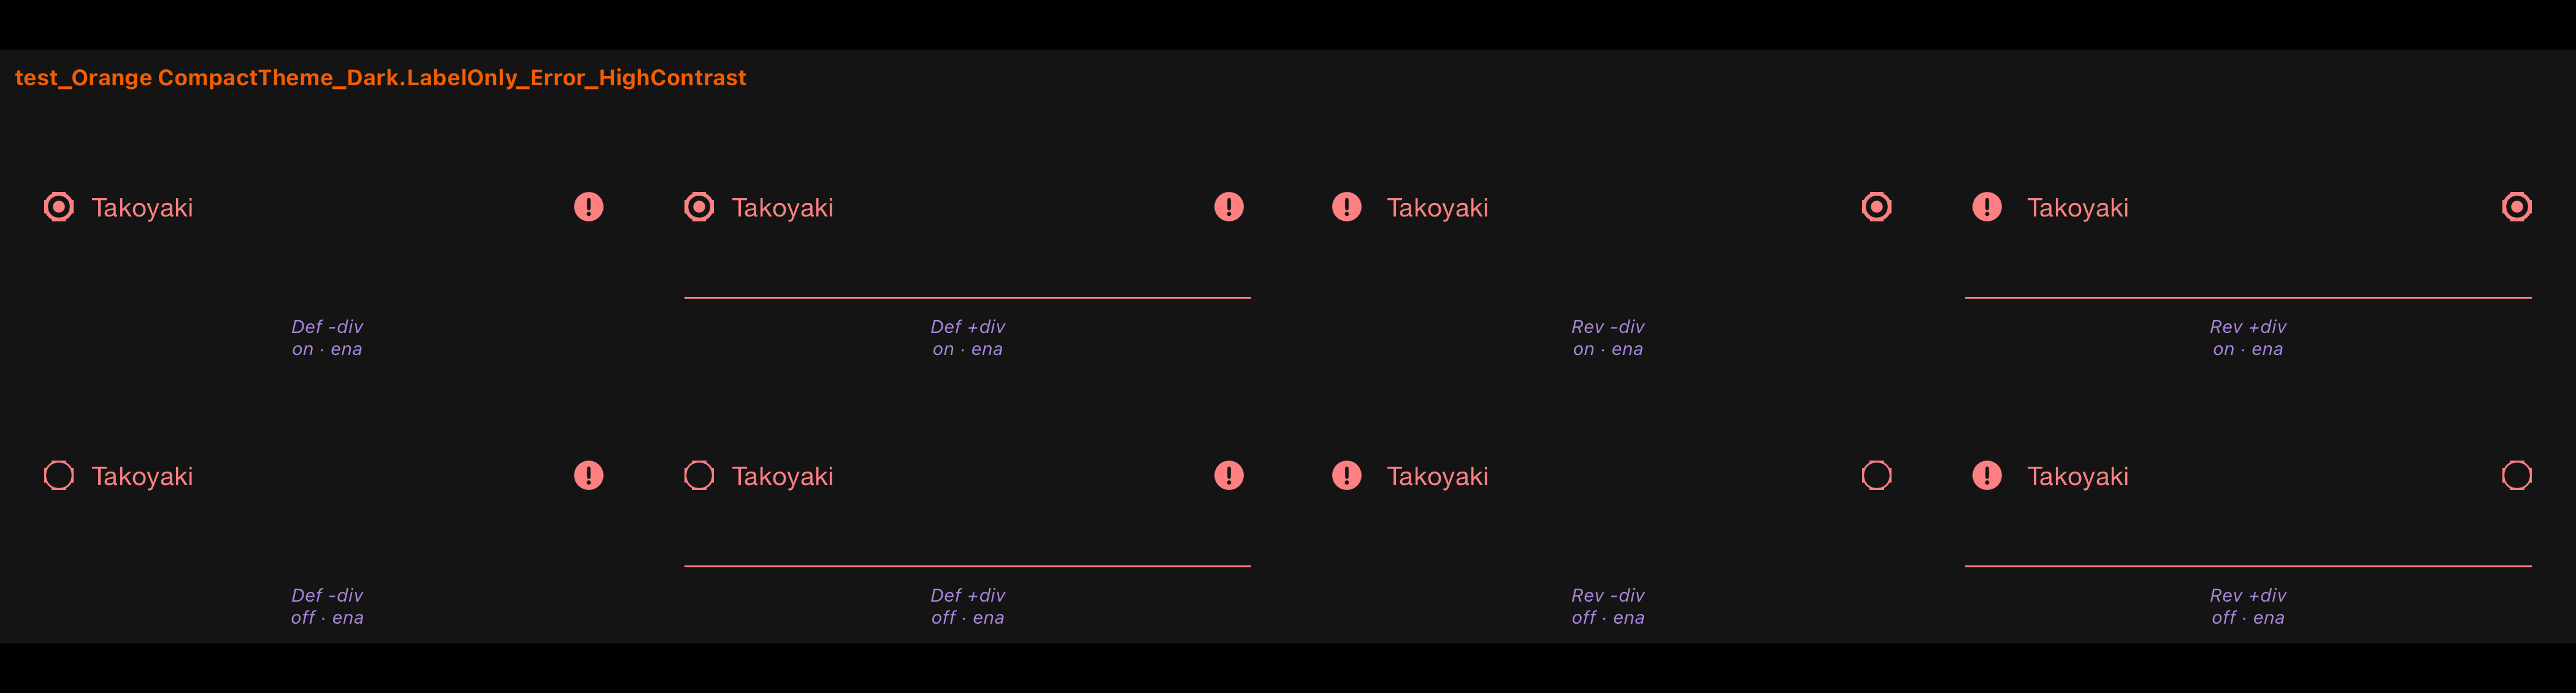 test_Orange CompactTheme_Dark.LabelOnly_Error_HighContrast
Takoyaki
Takoyaki
Takoyaki
Takoyaki
Def -div
on · ena
Def +div
on · ena
Rev -div
on · ena
Rev +div
on · ena
Takoyaki
Takoyaki
Takoyaki
Takoyaki
Def -div
off · ena
Def +div
off · ena
Rev -div
off · ena
Rev +div
off · ena